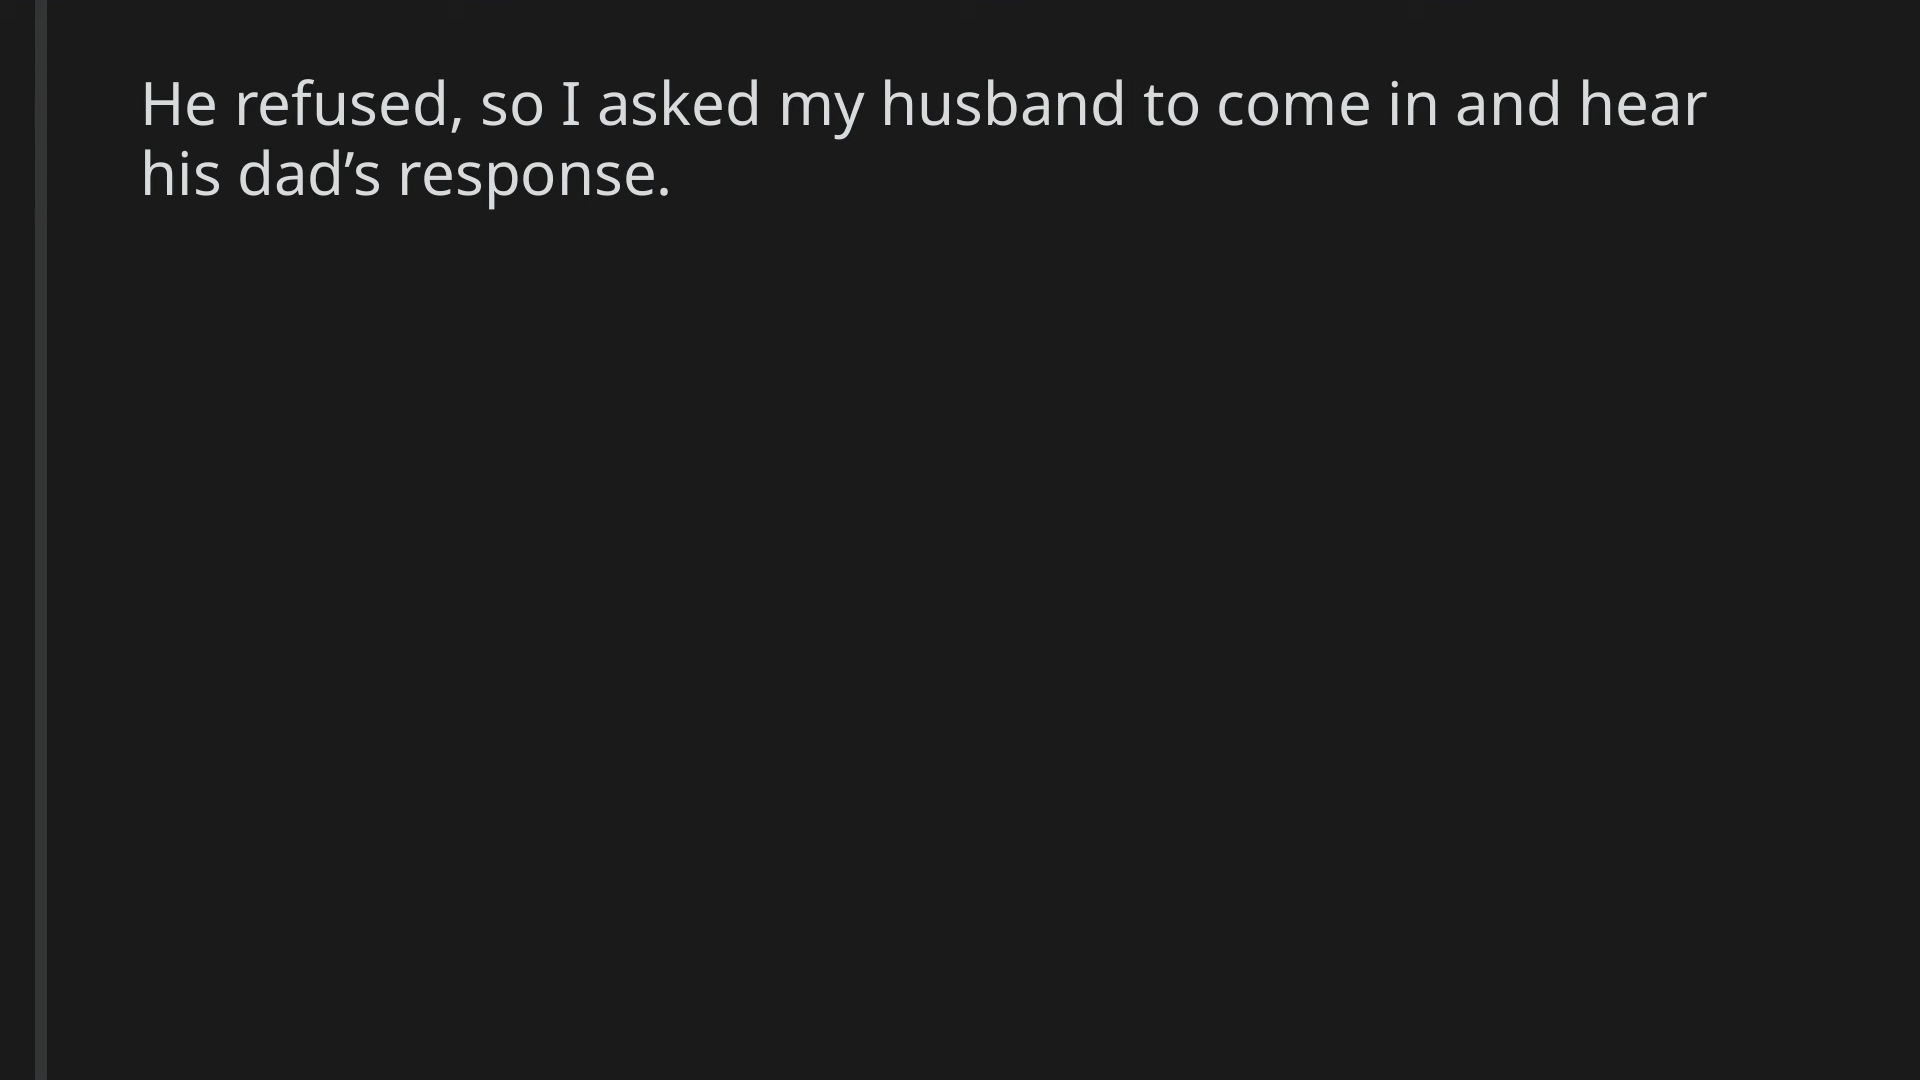 He refused, so I asked my husband to come in and hear
his dad’s response.